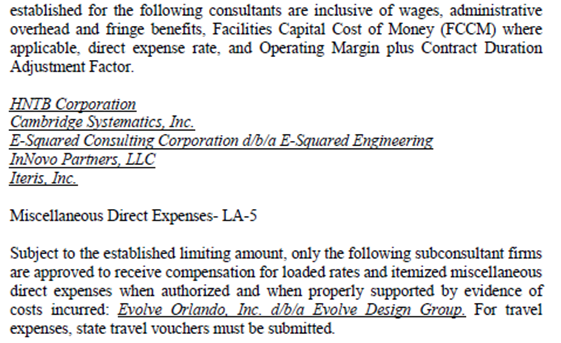 established for the following consultants are inclusive of wages, administrative
overhead and fringe benefits, Facilities Capital Cost of Money (FCCM) where
applicable, direct expense rate, and Operating Margin plus Contract Duration
Adjustment Factor.
HNTB Corporation
Cambridge Systematics, Inc.
E-Squared Consulting Corporation d/b/a E-Squared Engineering
InNovo Partners, LLC
Iteris, Inc.
Miscellaneous Direct Expenses- LA-5
Subject to the established limiting amount, only the following subconsultant firms
are approved to receive compensation for loaded rates and itemized miscellaneous
direct expenses when authorized and when properly supported by evidence of
costs incurred: Evolve Orlando, Inc. d/b/a Evolve Design Group. For travel
expenses, state travel vouchers must be submitted.